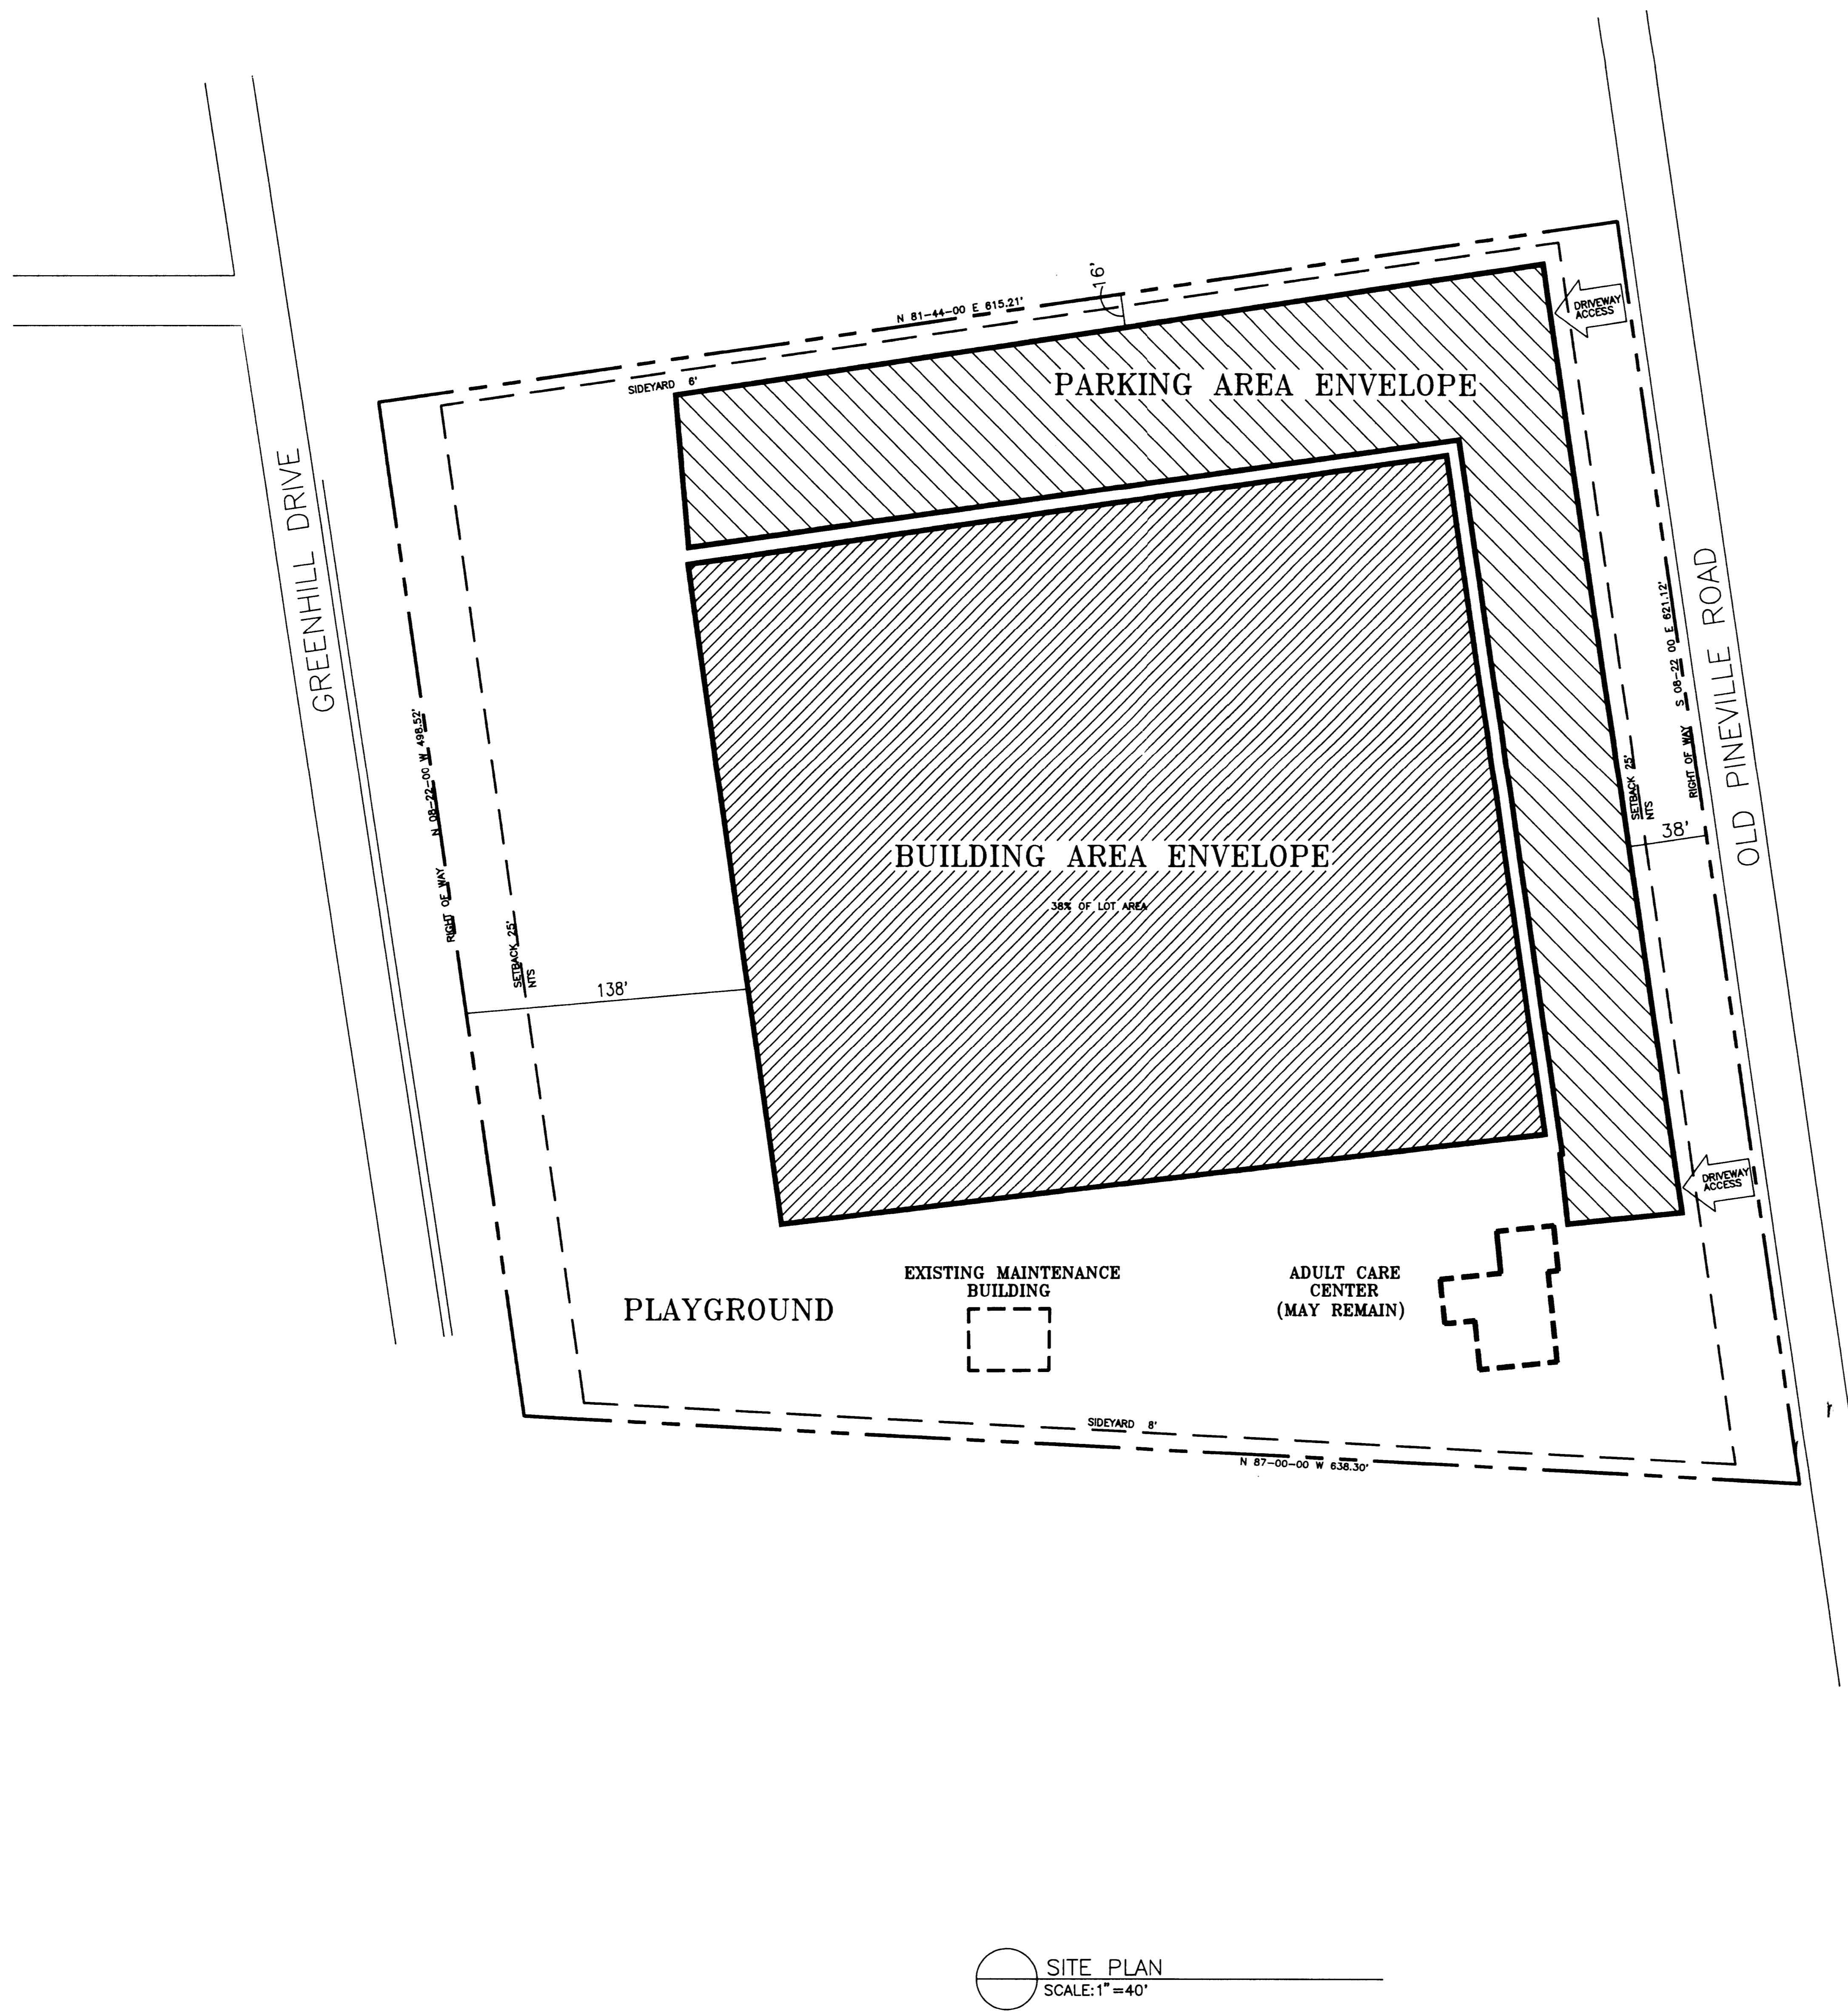 N 81-44-00 E 615.21'
16'
SIDEYARD 6'
DRIVEWAY
ACCESS
PARKING AREA ENVELOPE
GREENHILL DRIVE
OLD PINEVILLE ROAD
RIGHT OF WAY N 08-22-00 W 498.52'
SETBACK 25'
NTS
RIGHT OF WAY S 08-22 00 E 621.12'
SETBACK 25'
NTS
38'
BUILDING AREA ENVELOPE
38% OF LOT AREA
138'
DRIVEWAY
ACCESS
EXISTING MAINTENANCE
BUILDING
ADULT CARE
CENTER
(MAY REMAIN)
PLAYGROUND
SIDEYARD 8'
N 87-00-00 W 638.30'
SITE PLAN
SCALE: 1"=40'